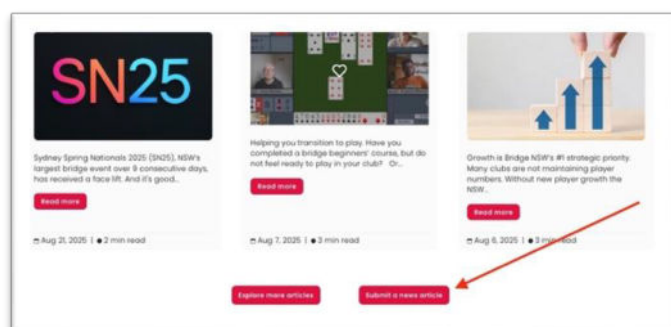 SN25
Sydney Spring Nationals 2025 (SN25), NSW's
largest bridge event over 9 consecutive days,
has received a face lift. And it's good...
Read more
Aug 21, 2025 | 2 min read
Helping you transition to play. Have you
completed a bridge beginners' course, but do
not feel ready to play in your club? Or...
Read more
Aug 7, 2025 | 3 min read
Growth is Bridge NSW's #1 strategic priority.
Many clubs are not maintaining player
numbers. Without new player growth the
NSW...
Read more
Aug 6, 2025 | 3 min read
Explore more articles
Submit a news article